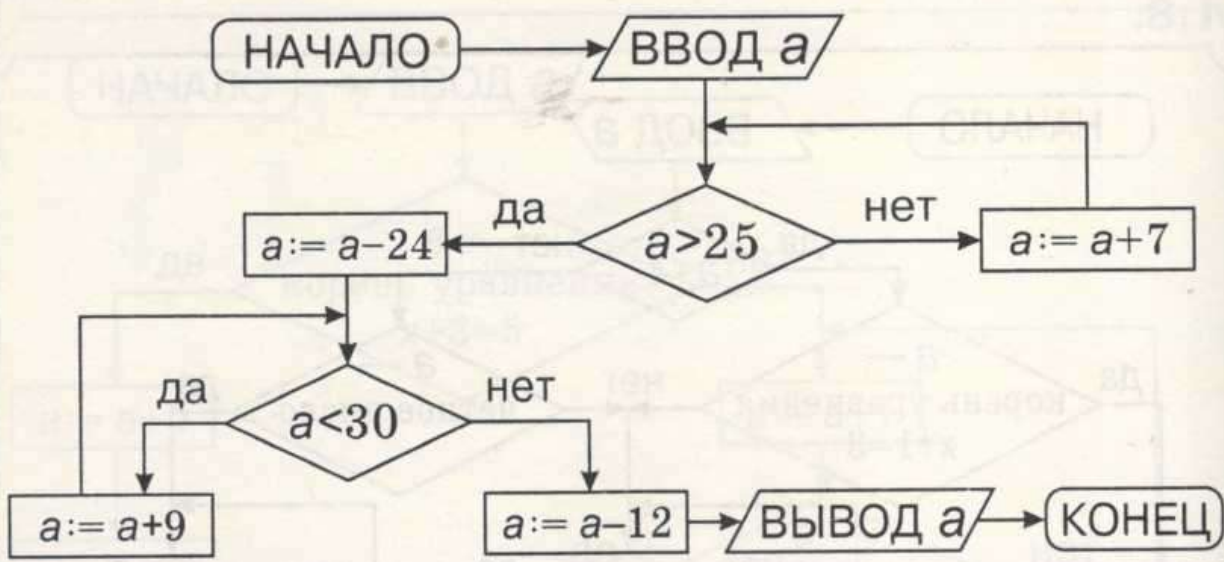 НАЧАЛО
ВВОД a
да
a>25
нет
a:= a−24
a:= a+7
да
a<30
нет
a:= a+9
a:= a−12
ВЫВОД a
КОНЕЦ